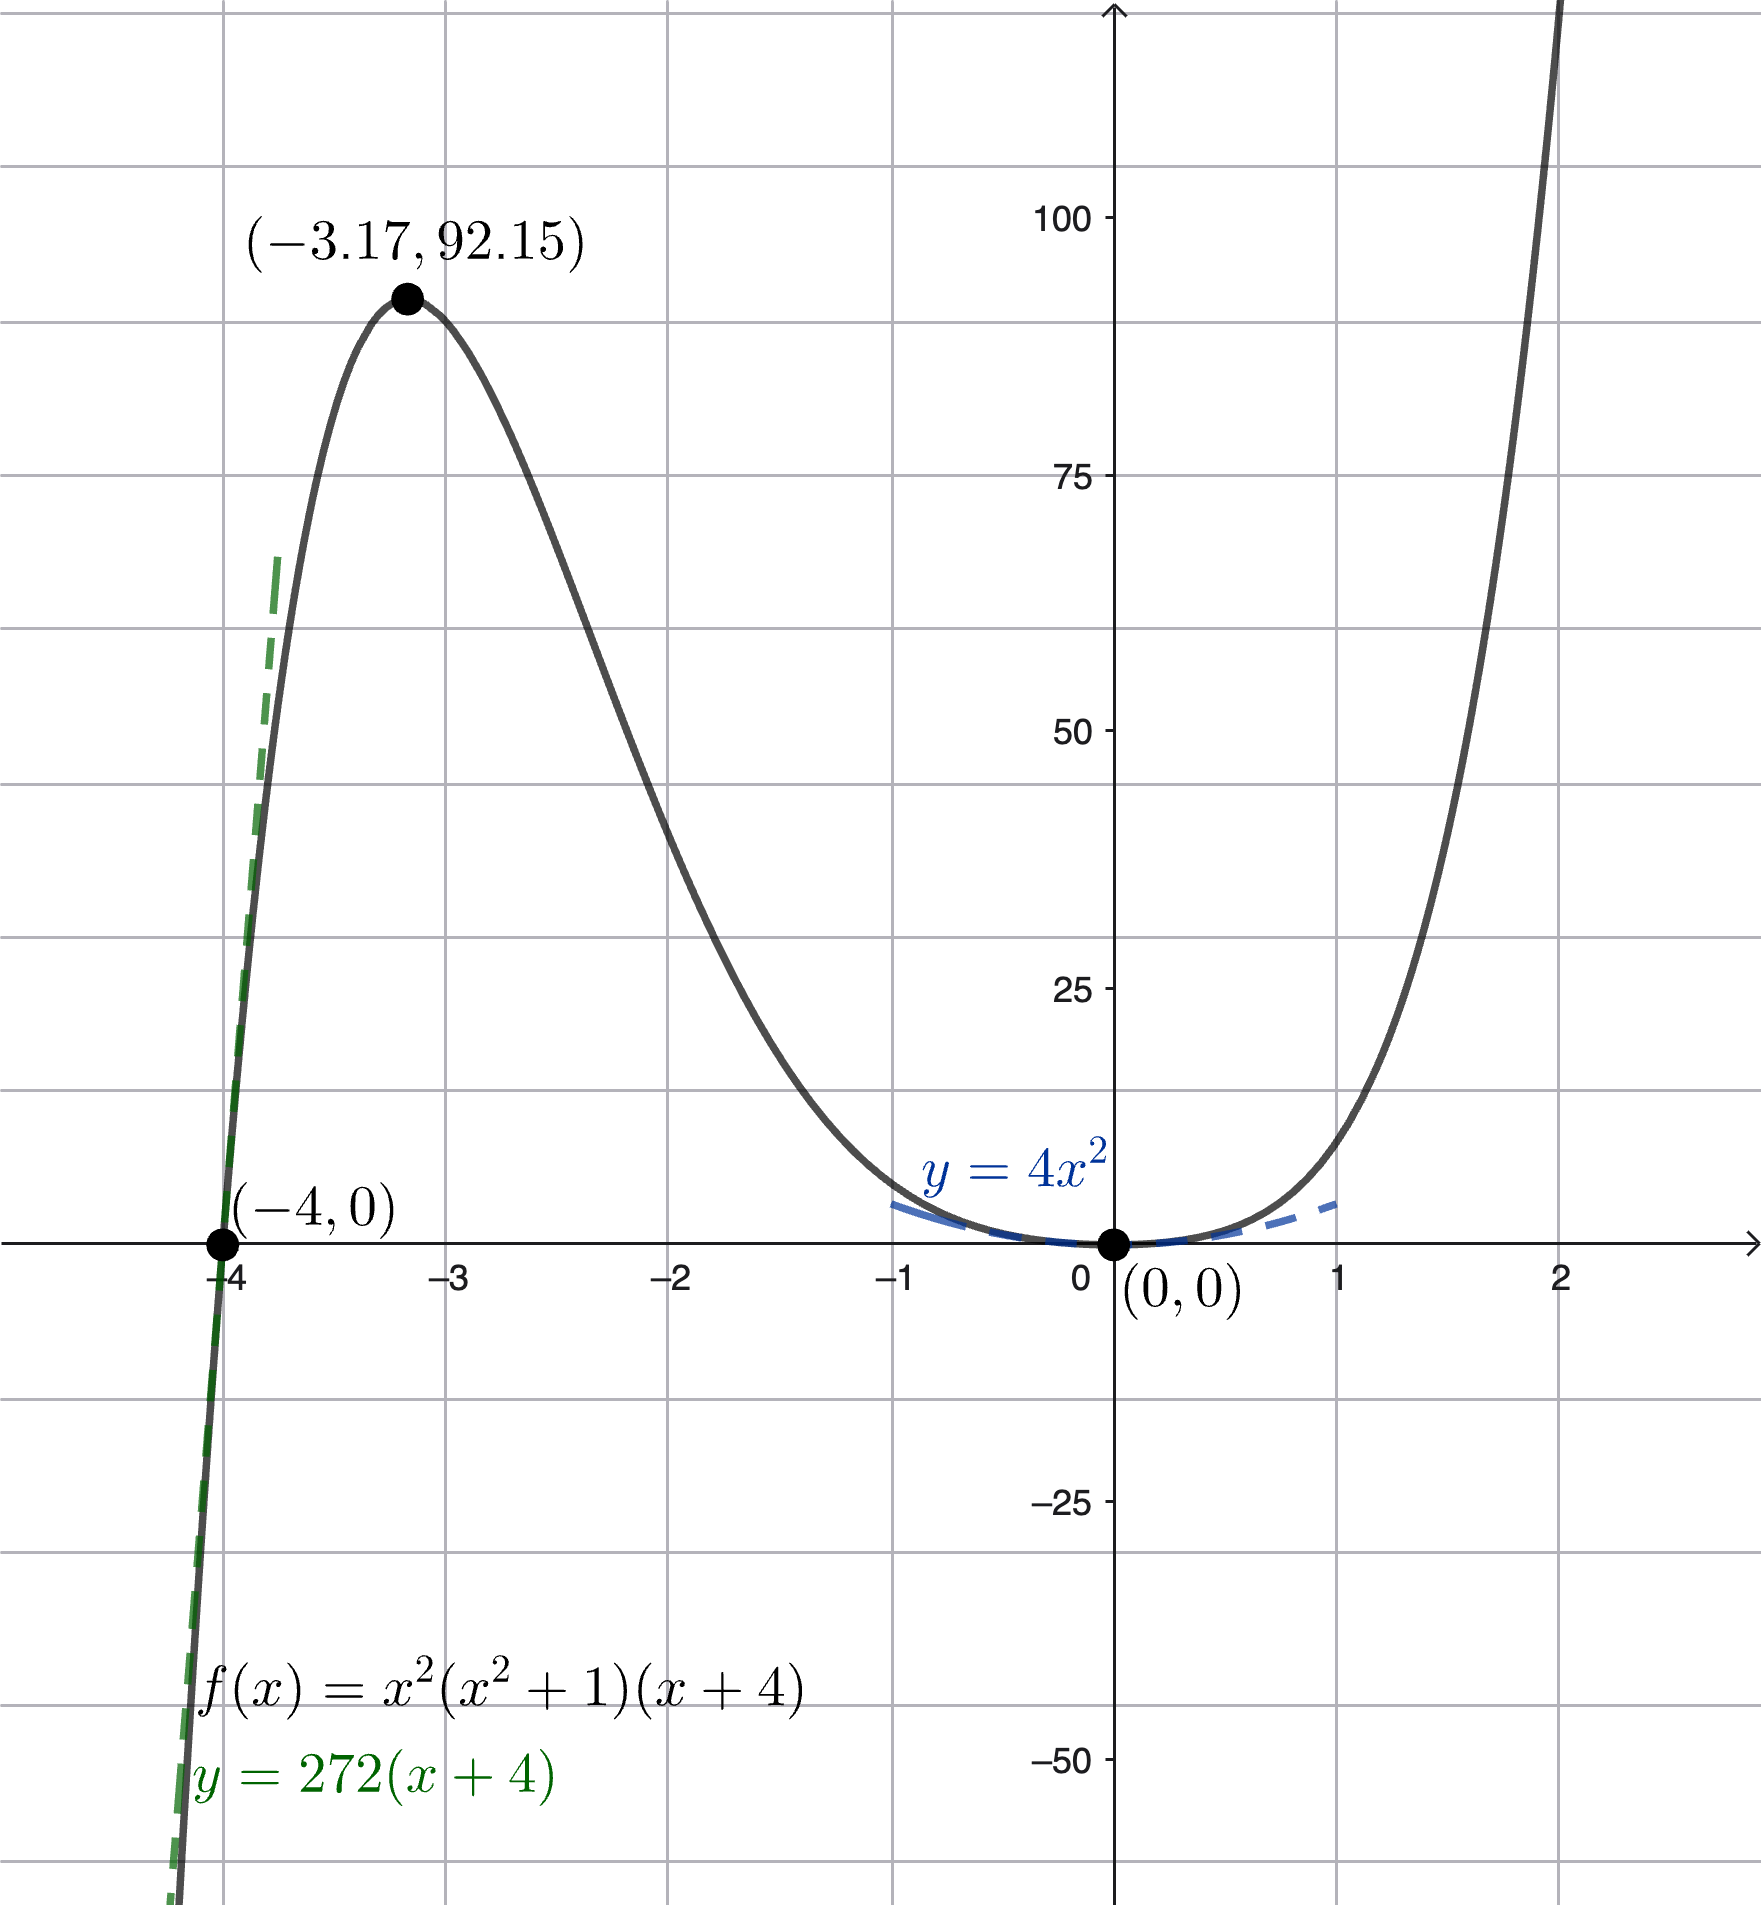 100
(−3.17, 92.15)
75
50
25
y = 4x²
(−4, 0)
−4 −3 −2 −1 0 1 2
(0, 0)
−25
f(x) = x²(x² + 1)(x + 4)
−50
y = 272(x + 4)